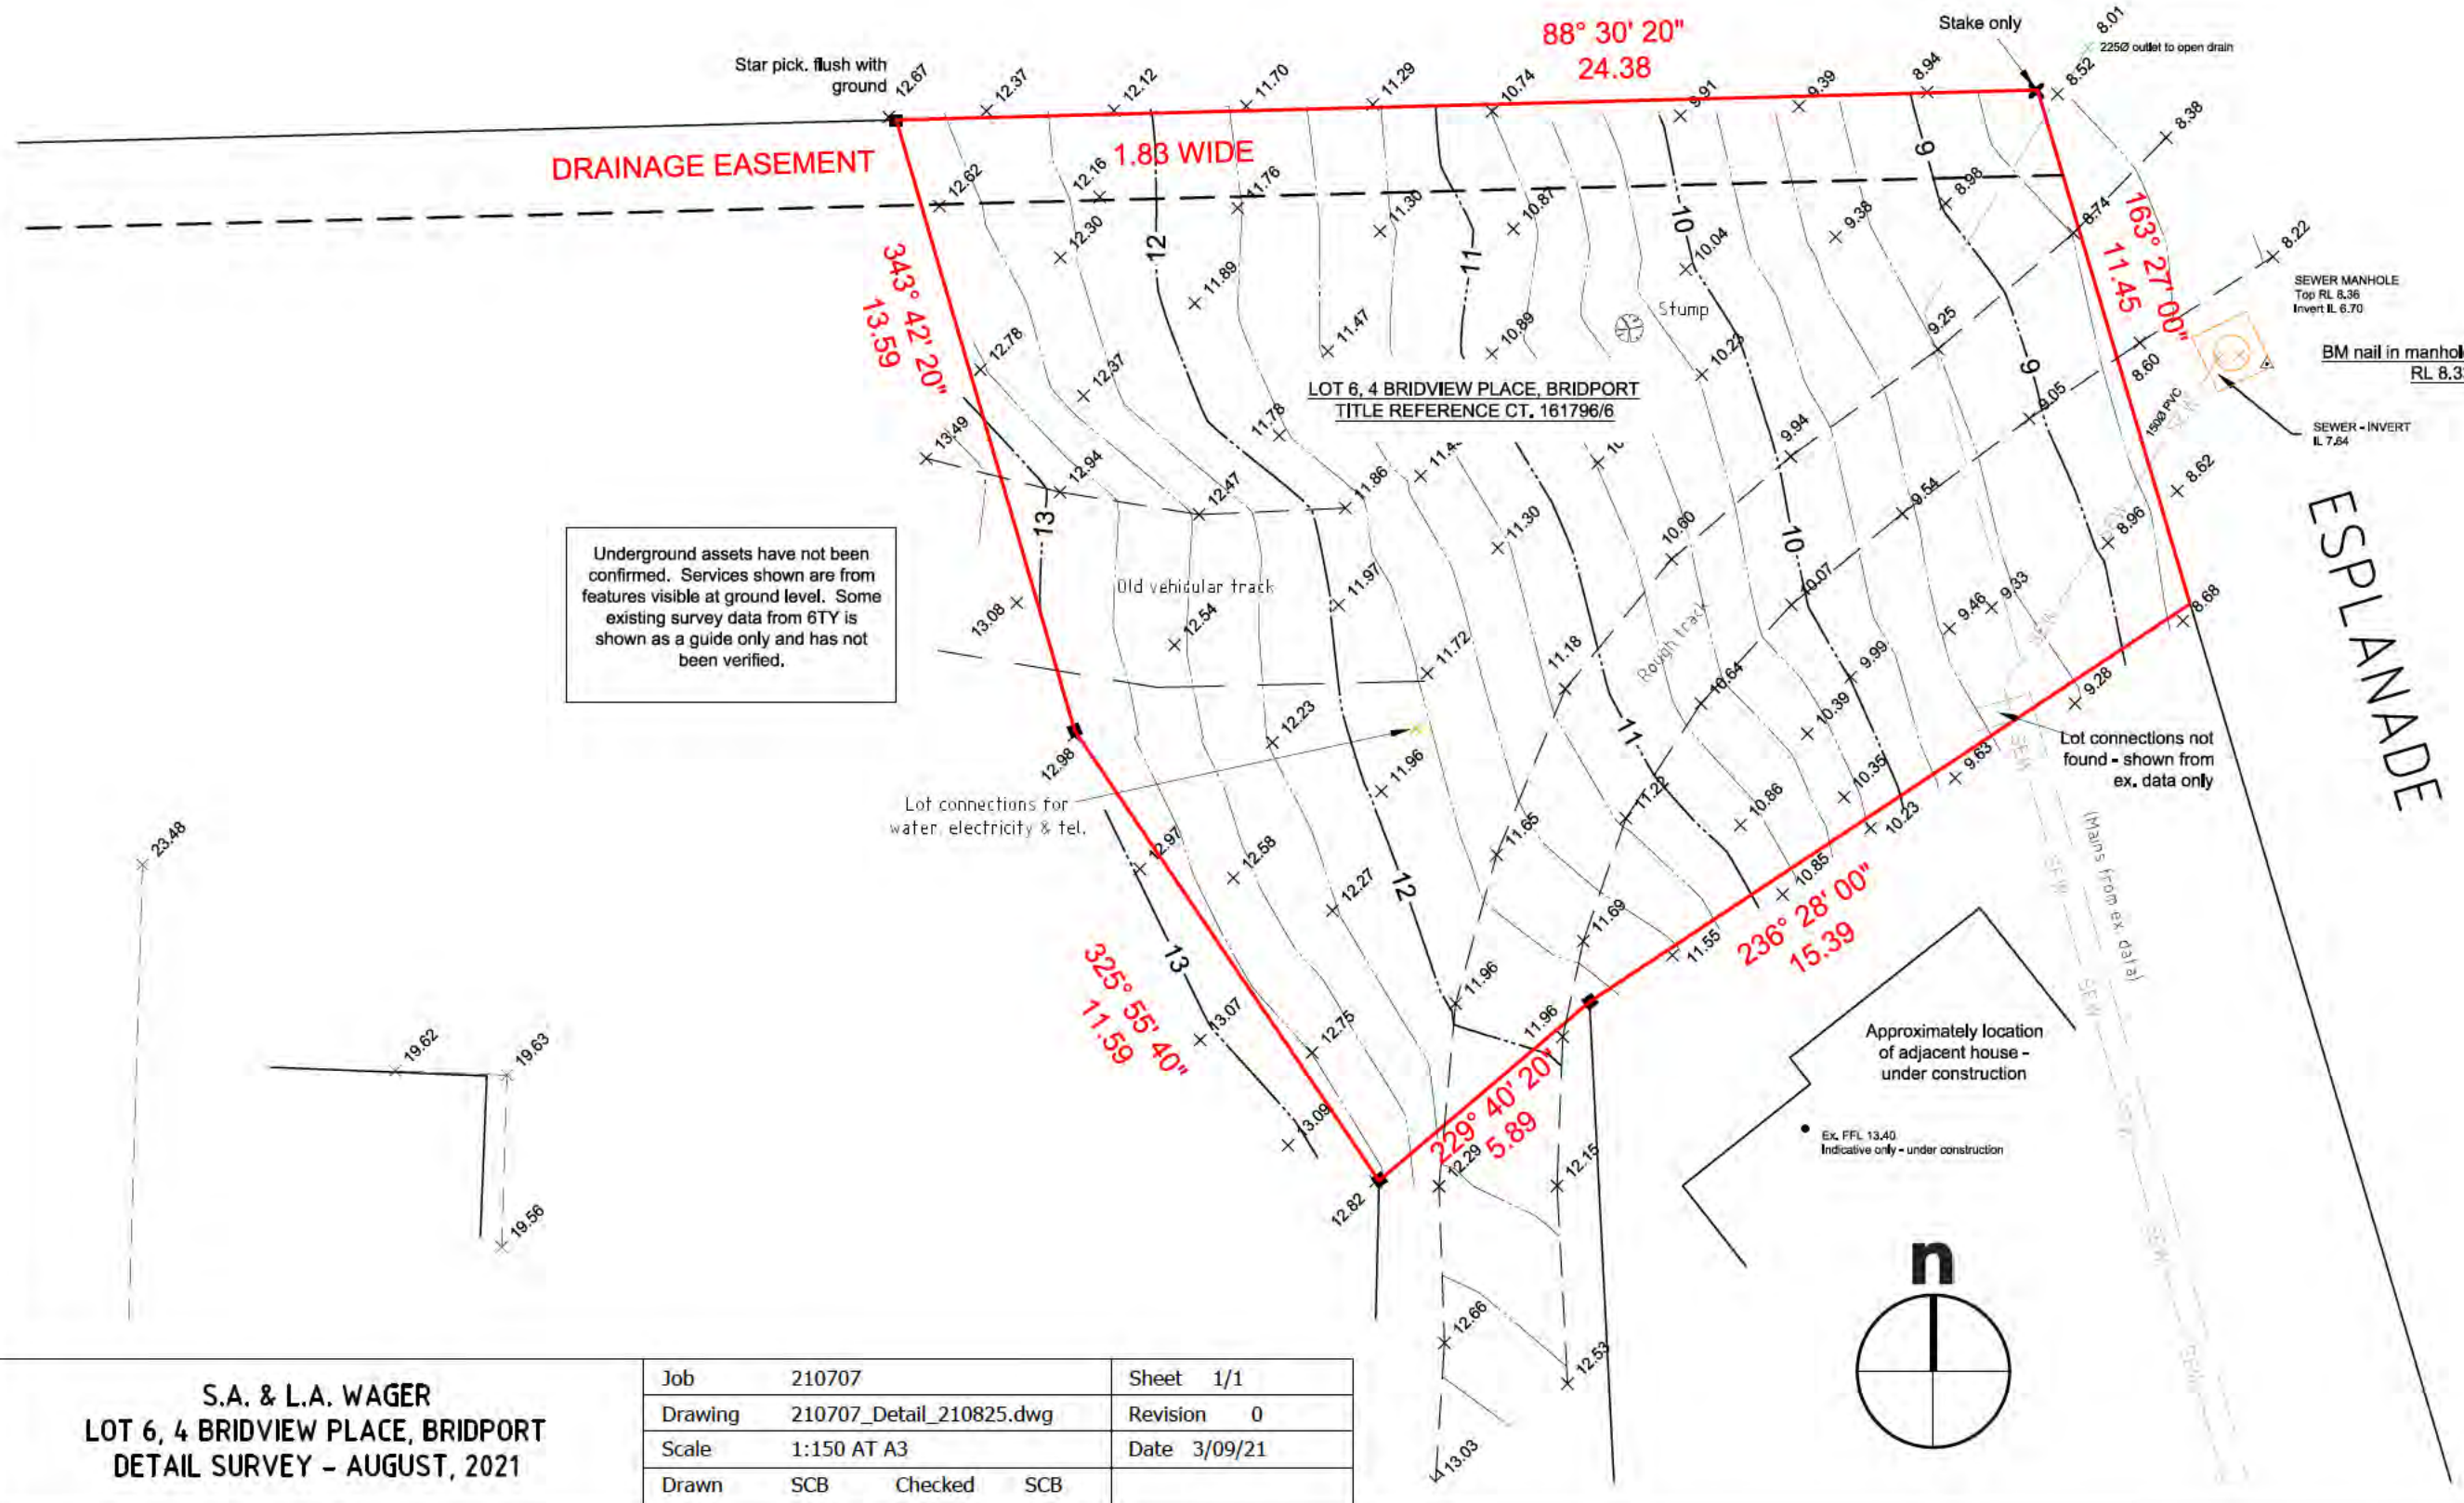 88° 30' 20"
24.38
Stake only
8.01
225Ø outlet to open drain
Star pick. flush with
ground
12.67
12.37
12.12
11.70
11.29
10.74
9.91
9.39
8.94
8.52
8.38
DRAINAGE EASEMENT
1.83 WIDE
12.62
12.16
11.76
11.30
10.87
9.38
8.98
8.74
8.22
12.30
12
11.89
11
10
10.04
9
163° 27' 00"
11.45
343° 42' 20"
13.59
SEWER MANHOLE
Top RL 8.36
Invert IL 6.70
Stump
12.78
12.37
11.47
10.89
10.23
9.25
9
8.60
BM nail in manhol
LOT 6, 4 BRIDVIEW PLACE, BRIDPORT
TITLE REFERENCE CT. 161796/6
9.05
150Ø PVC
SEW
SEWER - INVERT
IL 7.64
13.49
12.94
11.78
12.47
11.86
9.94
9.54
8.62
8.96
ESPLANADE
13
11.30
10.60
10
Underground assets have not been
confirmed. Services shown are from
features visible at ground level. Some
existing survey data from 6TY is
shown as a guide only and has not
been verified.
Old vehicular track
11.97
10.07
9.46
9.33
8.68
13.08
12.54
11.72
11.18
Rough track
10.64
9.99
SEW
9.28
12.98
12.23
11.96
11
10.39
9.63
Lot connections not
found - shown from
ex. data only
Lot connections for
water, electricity & tel.
11.22
10.86
10.35
10.23
SEW
23.48
12.97
12.58
12.27
12
11.65
11.69
11.55
10.85
236° 28' 00"
15.39
(Mains from ex. data)
SEW
13
325° 55' 40"
11.59
13.07
12.75
11.96
11.96
SEW
Approximately location
of adjacent house -
under construction
19.62
19.63
13.09
229° 40' 20"
5.89
12.29
12.15
12.82
Ex. FFL 13.40
Indicative only - under construction
SEW
19.56
n
12.66
12.53
13.03
SEW
S.A. & L.A. WAGER
LOT 6, 4 BRIDVIEW PLACE, BRIDPORT
DETAIL SURVEY - AUGUST, 2021
Job 210707 Sheet 1/1
Drawing 210707_Detail_210825.dwg Revision 0
Scale 1:150 AT A3 Date 3/09/21
Drawn SCB Checked SCB